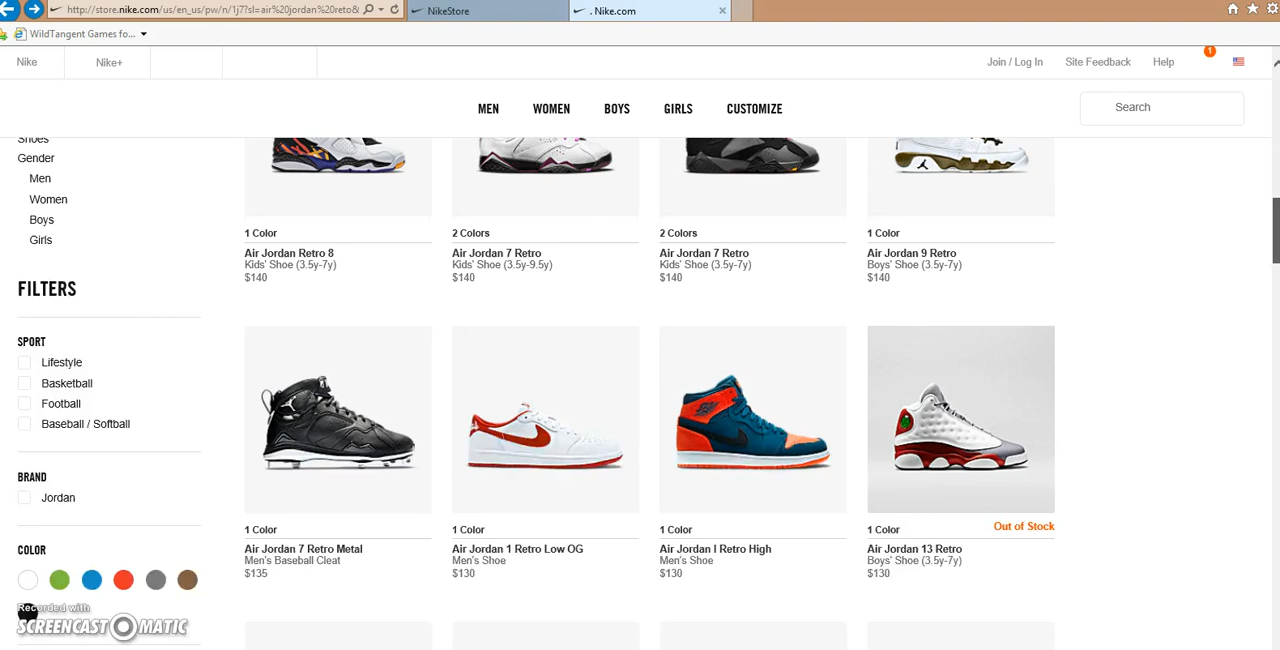 http://store.nike.com/us/en_us/pw/n/1j7?sl=air%20jordan%20reto&
NikeStore
. Nike.com
WildTangent Games fo...
Nike
Nike+
Join / Log In
Site Feedback
Help
1
MEN
WOMEN
BOYS
GIRLS
CUSTOMIZE
Search
Shoes
Gender
Men
Women
Boys
Girls
FILTERS
SPORT
Lifestyle
Basketball
Football
Baseball / Softball
BRAND
Jordan
COLOR
1 Color
Air Jordan Retro 8
Kids' Shoe (3.5y-7y)
$140
2 Colors
Air Jordan 7 Retro
Kids' Shoe (3.5y-9.5y)
$140
2 Colors
Air Jordan 7 Retro
Kids' Shoe (3.5y-7y)
$140
1 Color
Air Jordan 9 Retro
Boys' Shoe (3.5y-7y)
$140
1 Color
Air Jordan 7 Retro Metal
Men's Baseball Cleat
$135
1 Color
Air Jordan 1 Retro Low OG
Men's Shoe
$130
1 Color
Air Jordan I Retro High
Men's Shoe
$130
1 Color
Out of Stock
Air Jordan 13 Retro
Boys' Shoe (3.5y-7y)
$130
Recorded with
SCREENCAST-O-MATIC